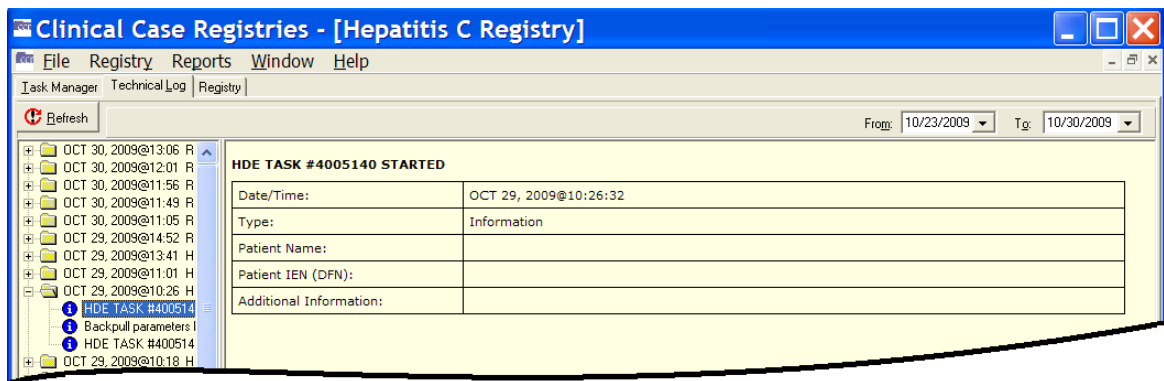 Clinical Case Registries - [Hepatitis C Registry]
File Registry Reports Window Help
Task Manager Technical Log Registry
Refresh From: 10/23/2009 To: 10/30/2009
OCT 30, 2009@13:06 R
OCT 30, 2009@12:01 R
OCT 30, 2009@11:56 R
OCT 30, 2009@11:49 R
OCT 30, 2009@11:05 R
OCT 29, 2009@14:52 R
OCT 29, 2009@13:41 H
OCT 29, 2009@11:01 H
OCT 29, 2009@10:26 H
HDE TASK #400514
Backpull parameters
HDE TASK #400514
OCT 29, 2009@10:18 H
HDE TASK #4005140 STARTED
Date/Time: OCT 29, 2009@10:26:32
Type: Information
Patient Name:
Patient IEN (DFN):
Additional Information: